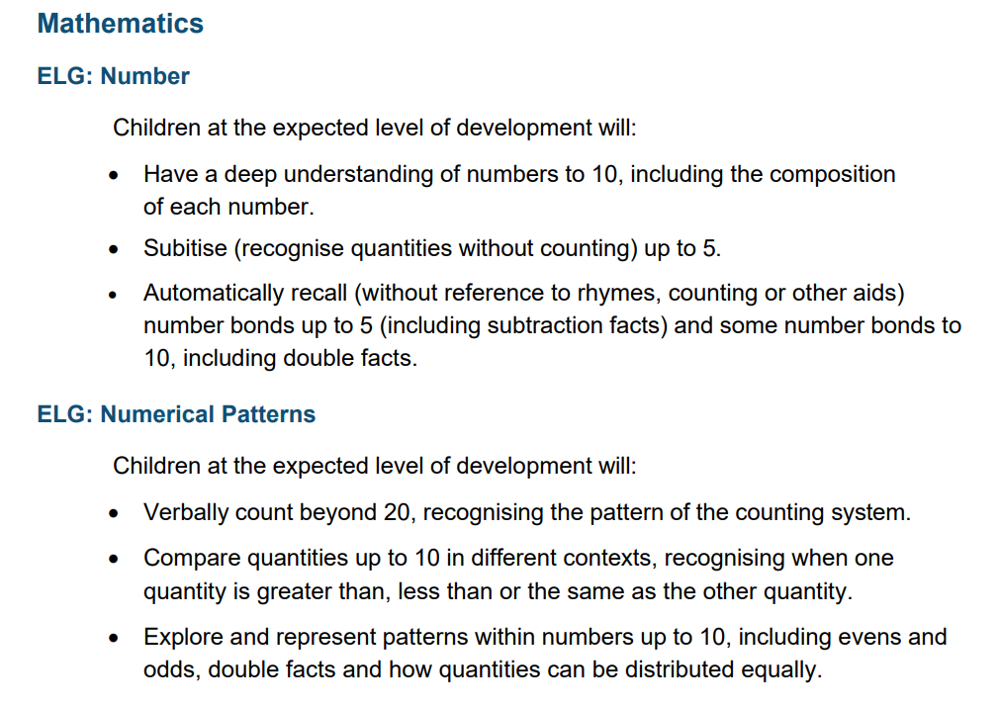 Mathematics
ELG: Number
Children at the expected level of development will:
• Have a deep understanding of numbers to 10, including the composition
of each number.
• Subitise (recognise quantities without counting) up to 5.
• Automatically recall (without reference to rhymes, counting or other aids)
number bonds up to 5 (including subtraction facts) and some number bonds to
10, including double facts.
ELG: Numerical Patterns
Children at the expected level of development will:
• Verbally count beyond 20, recognising the pattern of the counting system.
• Compare quantities up to 10 in different contexts, recognising when one
quantity is greater than, less than or the same as the other quantity.
• Explore and represent patterns within numbers up to 10, including evens and
odds, double facts and how quantities can be distributed equally.